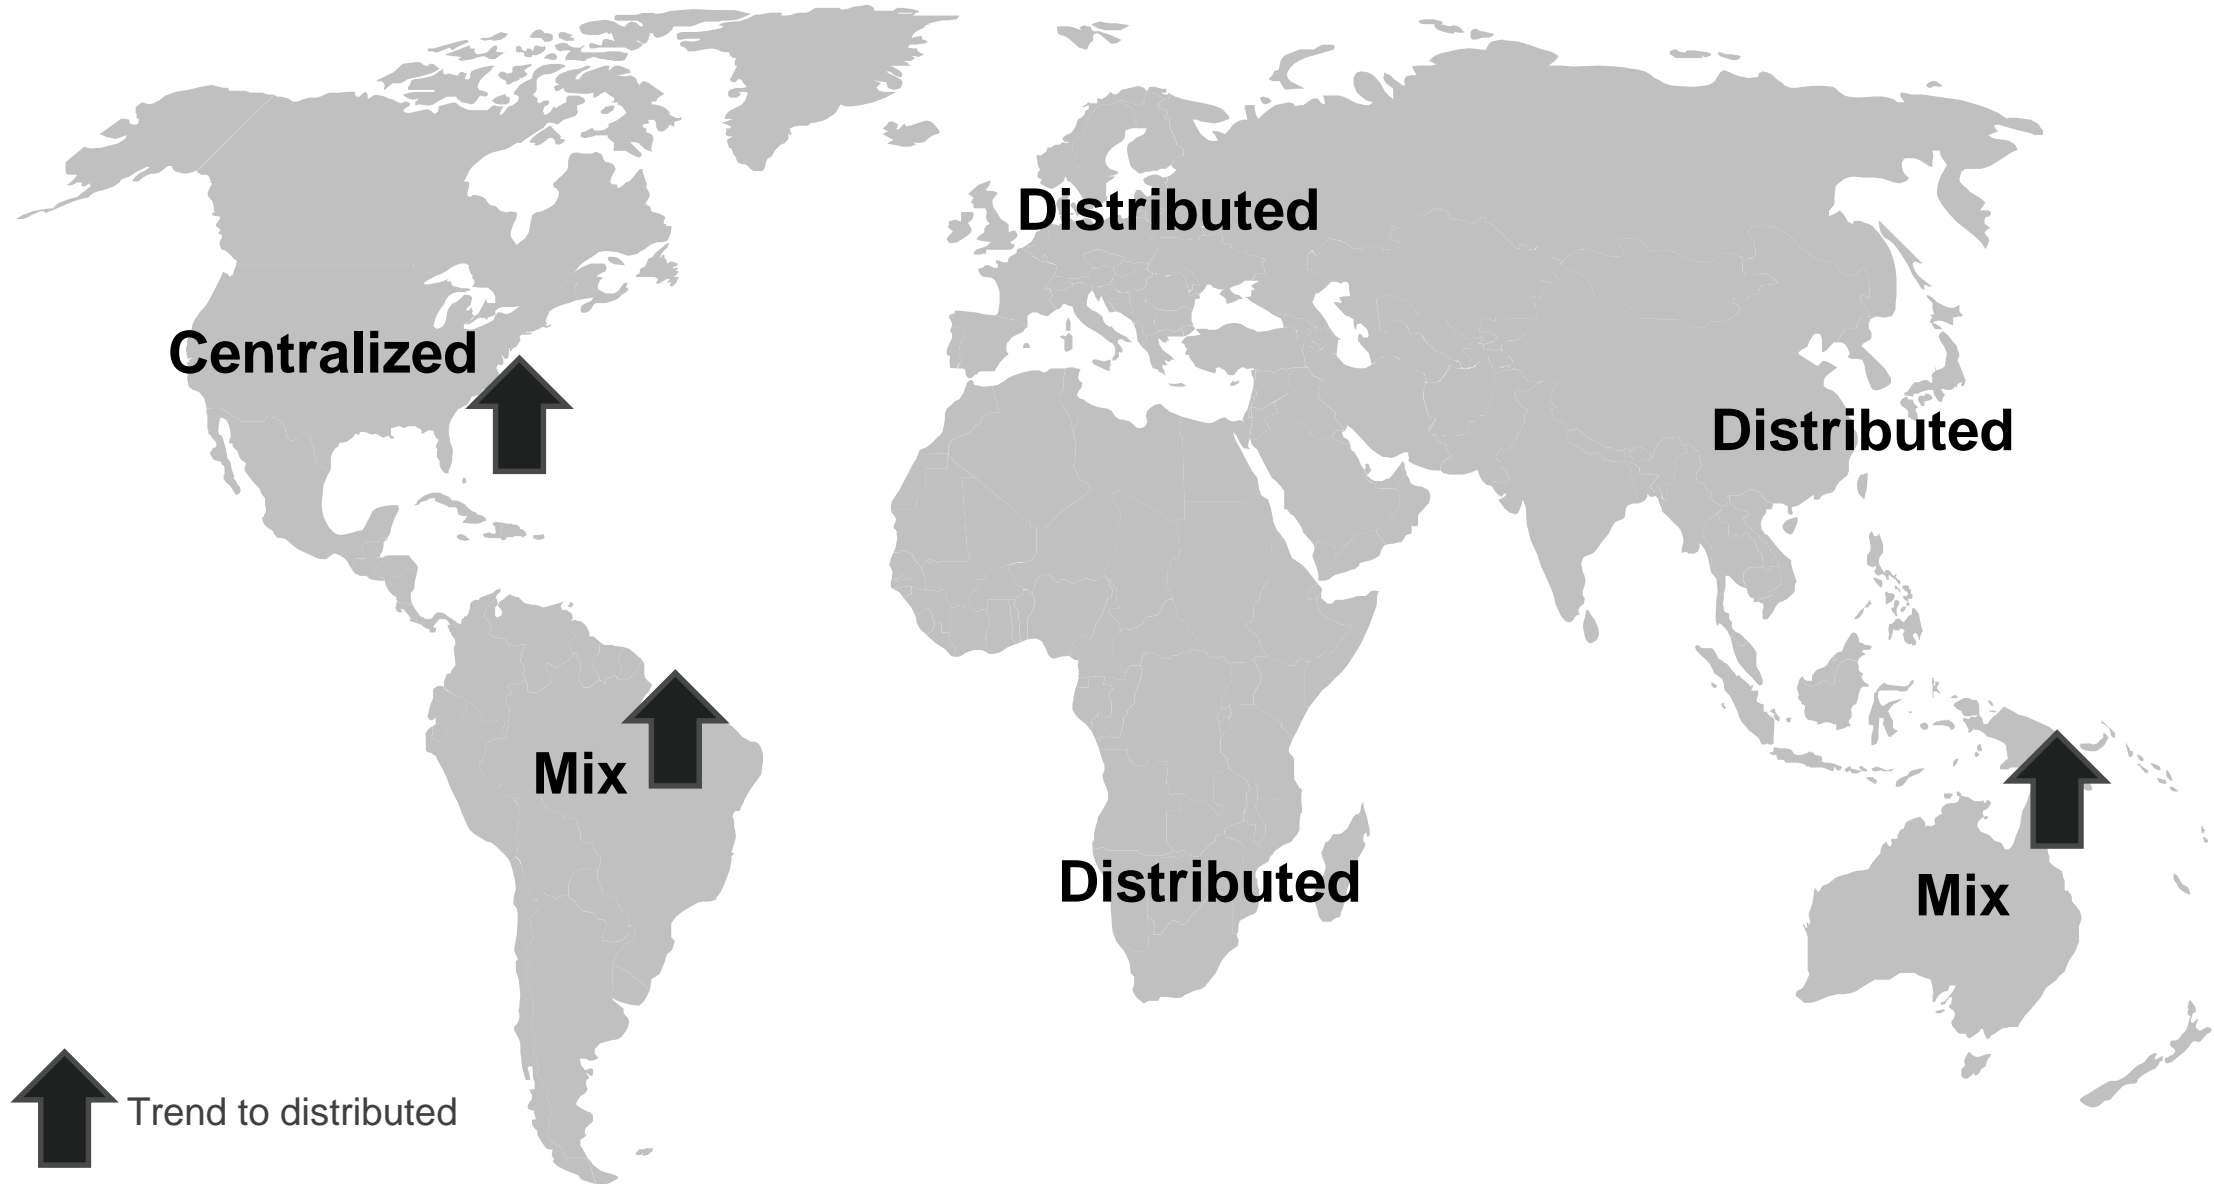 Distributed
Centralized
Distributed
Mix
Distributed
Mix
Trend to distributed